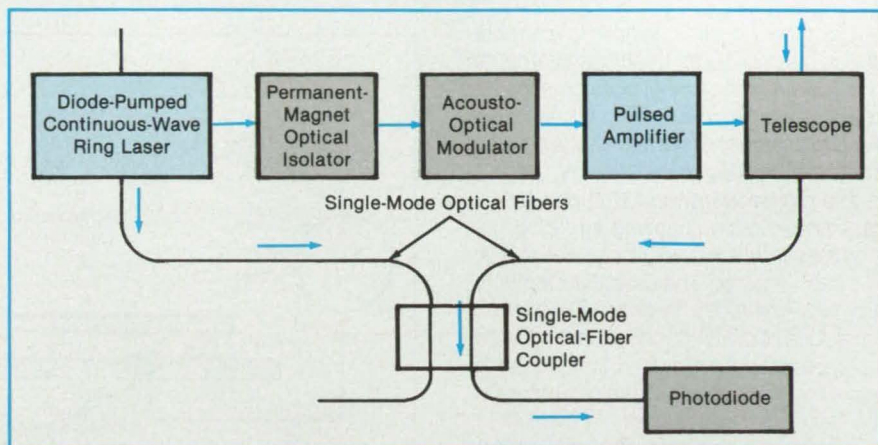 Diode-Pumped
Continuous-Wave
Ring Laser
Permanent-
Magnet
Optical
Isolator
Acousto-
Optical
Modulator
Pulsed
Amplifier
Telescope
Single-Mode Optical Fibers
Single-Mode
Optical-Fiber
Coupler
Photodiode